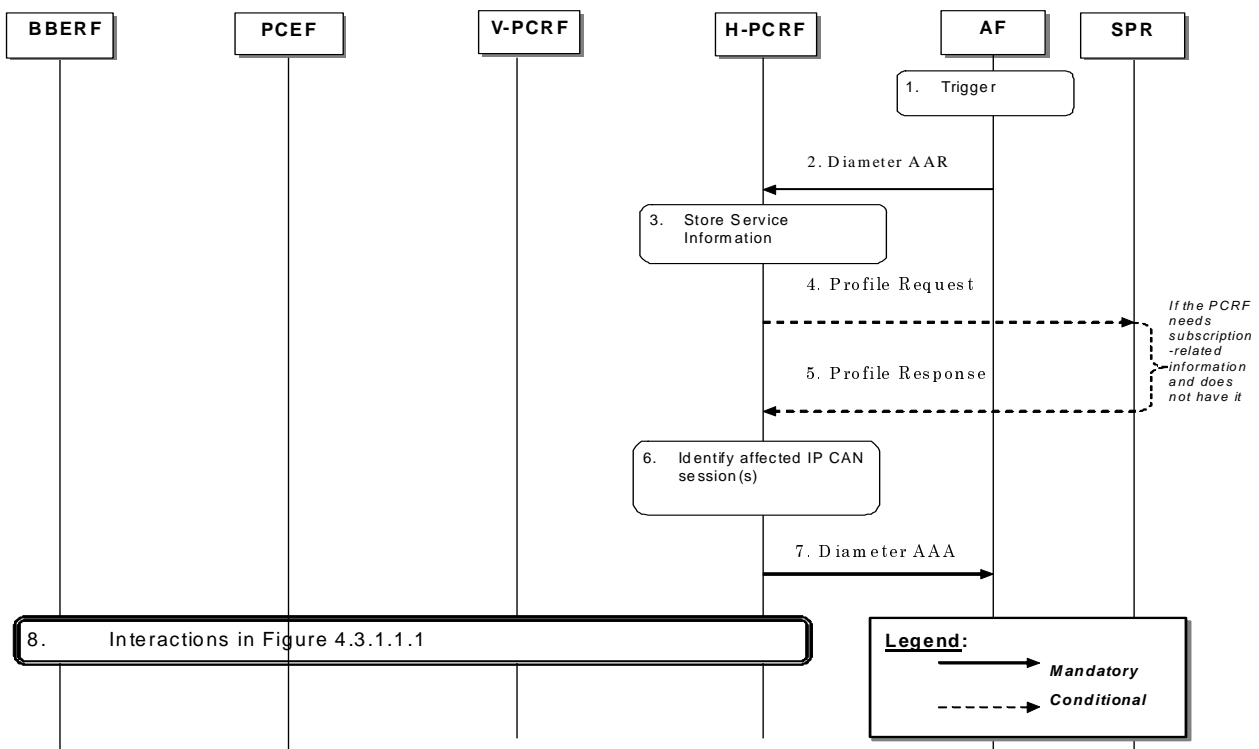 BBERF
PCEF
V-PCRF
H-PCRF
AF
SPR
1. Trigger
2. Diameter AAR
3. Store Service
Information
4. Profile Request
If the PCRF
needs
subscription
-related
information
and does
not have it
5. Profile Response
6. Identify affected IP CAN
session(s)
7. Diameter AAA
8. Interactions in Figure 4.3.1.1.1
Legend:
Mandatory
Conditional